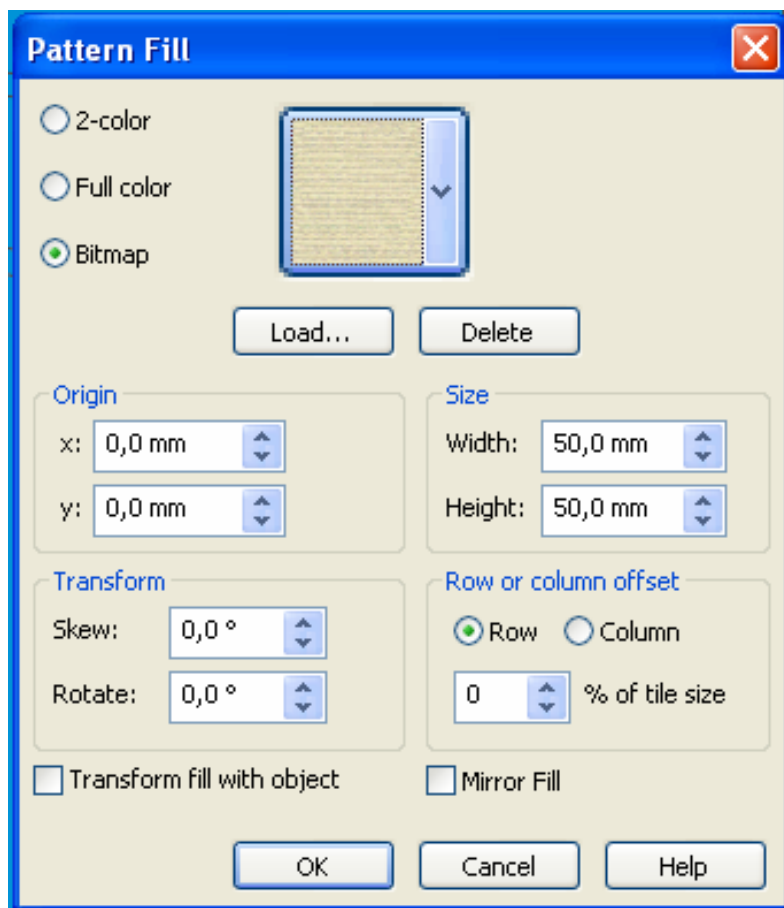 Pattern Fill
2-color
Full color
Bitmap
Load...
Delete
Origin
x: 0,0 mm
y: 0,0 mm
Size
Width: 50,0 mm
Height: 50,0 mm
Transform
Skew: 0,0 °
Rotate: 0,0 °
Row or column offset
Row Column
0 % of tile size
Transform fill with object
Mirror Fill
OK Cancel Help